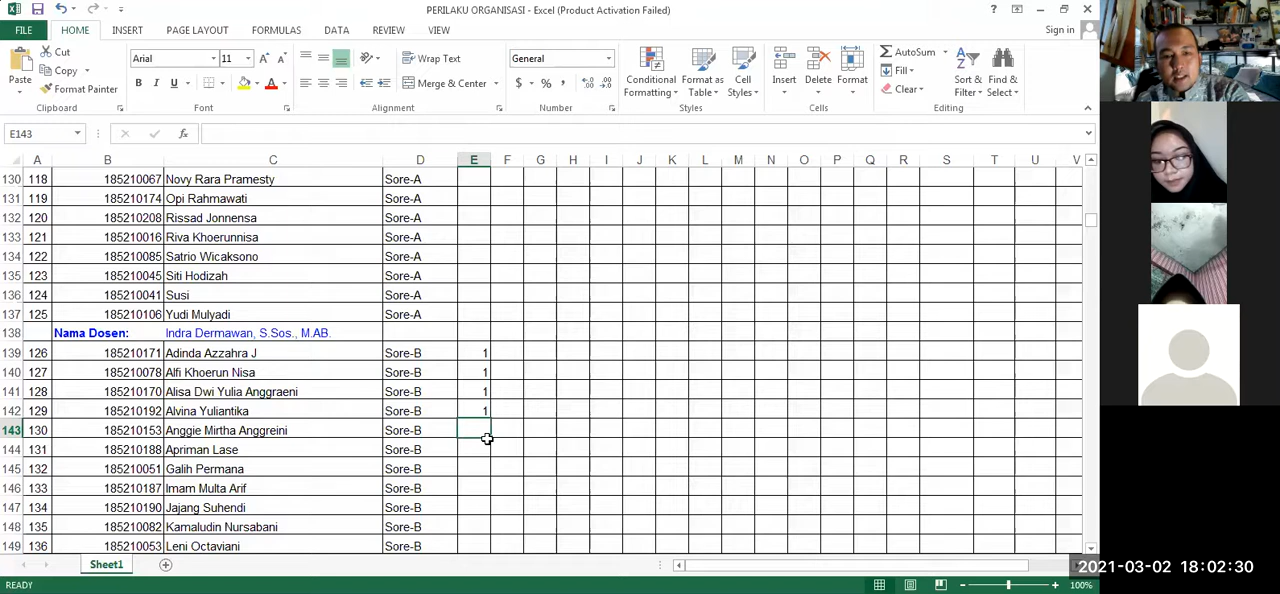 PERILAKU ORGANISASI - Excel (Product Activation Failed)
FILE HOME INSERT PAGE LAYOUT FORMULAS DATA REVIEW VIEW Sign in
Paste Cut Copy Format Painter Clipboard
Arial 11 B I U A Font
Wrap Text Merge & Center Alignment
General $ % , Number
Conditional Formatting Format as Table Cell Styles Styles
Insert Delete Format Cells
AutoSum Fill Clear Sort & Filter Find & Select Editing
E143 fx
A B C D E F G H I J K L M N O P Q R S T U V
130 118 185210067 Novy Rara Pramesty Sore-A
131 119 185210174 Opi Rahmawati Sore-A
132 120 185210208 Rissad Jonnensa Sore-A
133 121 185210016 Riva Khoerunnisa Sore-A
134 122 185210085 Satrio Wicaksono Sore-A
135 123 185210045 Siti Hodizah Sore-A
136 124 185210041 Susi Sore-A
137 125 185210106 Yudi Mulyadi Sore-A
138 Nama Dosen: Indra Dermawan, S.Sos., M.AB.
139 126 185210171 Adinda Azzahra J Sore-B 1
140 127 185210078 Alfi Khoerun Nisa Sore-B 1
141 128 185210170 Alisa Dwi Yulia Anggraeni Sore-B 1
142 129 185210192 Alvina Yuliantika Sore-B 1
143 130 185210153 Anggie Mirtha Anggreini Sore-B
144 131 185210188 Apriman Lase Sore-B
145 132 185210051 Galih Permana Sore-B
146 133 185210187 Imam Multa Arif Sore-B
147 134 185210190 Jajang Suhendi Sore-B
148 135 185210082 Kamaludin Nursabani Sore-B
149 136 185210053 Leni Octaviani Sore-B
Sheet1
2021-03-02 18:02:30
READY 100%